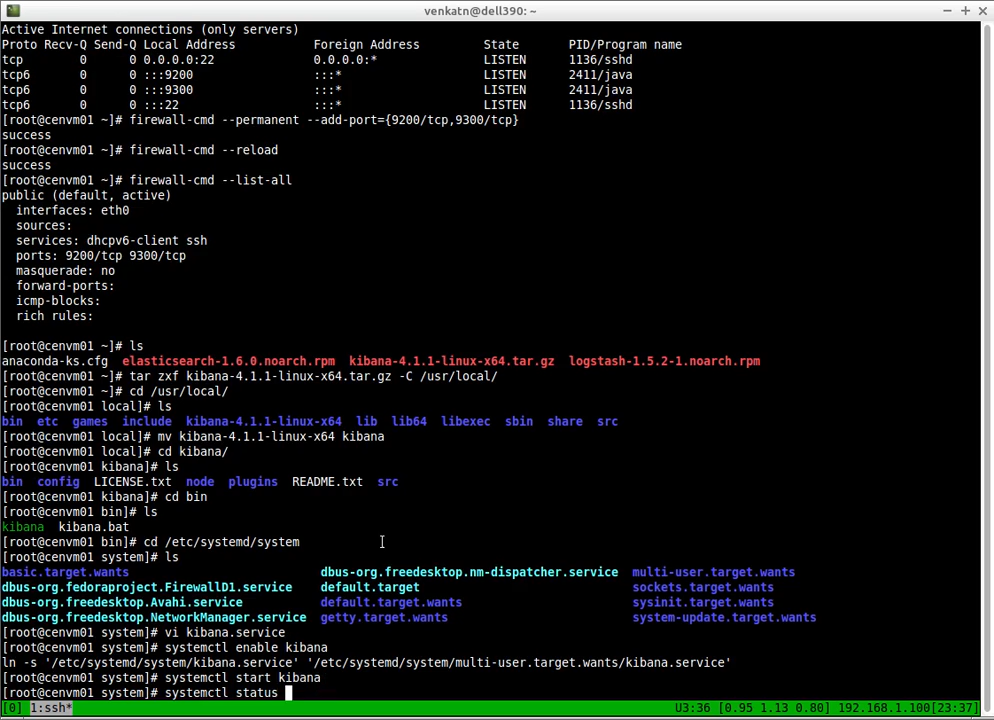 venkatn@dell390: ~
Active Internet connections (only servers)
Proto Recv-Q Send-Q Local Address           Foreign Address         State       PID/Program name
tcp        0      0 0.0.0.0:22              0.0.0.0:*               LISTEN      1136/sshd
tcp6       0      0 :::9200                 :::*                    LISTEN      2411/java
tcp6       0      0 :::9300                 :::*                    LISTEN      2411/java
tcp6       0      0 :::22                   :::*                    LISTEN      1136/sshd
[root@cenvm01 ~]# firewall-cmd --permanent --add-port={9200/tcp,9300/tcp}
success
[root@cenvm01 ~]# firewall-cmd --reload
success
[root@cenvm01 ~]# firewall-cmd --list-all
public (default, active)
  interfaces: eth0
  sources:
  services: dhcpv6-client ssh
  ports: 9200/tcp 9300/tcp
  masquerade: no
  forward-ports:
  icmp-blocks:
  rich rules:
[root@cenvm01 ~]# ls
anaconda-ks.cfg  elasticsearch-1.6.0.noarch.rpm  kibana-4.1.1-linux-x64.tar.gz  logstash-1.5.2-1.noarch.rpm
[root@cenvm01 ~]# tar zxf kibana-4.1.1-linux-x64.tar.gz -C /usr/local/
[root@cenvm01 ~]# cd /usr/local/
[root@cenvm01 local]# ls
bin  etc  games  include  kibana-4.1.1-linux-x64  lib  lib64  libexec  sbin  share  src
[root@cenvm01 local]# mv kibana-4.1.1-linux-x64 kibana
[root@cenvm01 local]# cd kibana/
[root@cenvm01 kibana]# ls
bin  config  LICENSE.txt  node  plugins  README.txt  src
[root@cenvm01 kibana]# cd bin
[root@cenvm01 bin]# ls
kibana  kibana.bat
[root@cenvm01 bin]# cd /etc/systemd/system
[root@cenvm01 system]# ls
basic.target.wants                           dbus-org.freedesktop.nm-dispatcher.service  multi-user.target.wants
dbus-org.fedoraproject.FirewallD1.service    default.target                              sockets.target.wants
dbus-org.freedesktop.Avahi.service           default.target.wants                        sysinit.target.wants
dbus-org.freedesktop.NetworkManager.service  getty.target.wants                          system-update.target.wants
[root@cenvm01 system]# vi kibana.service
[root@cenvm01 system]# systemctl enable kibana
ln -s '/etc/systemd/system/kibana.service' '/etc/systemd/system/multi-user.target.wants/kibana.service'
[root@cenvm01 system]# systemctl start kibana
[root@cenvm01 system]# systemctl status
[0] 1:ssh* U3:36 [0.95 1.13 0.80] 192.168.1.100[23:37]